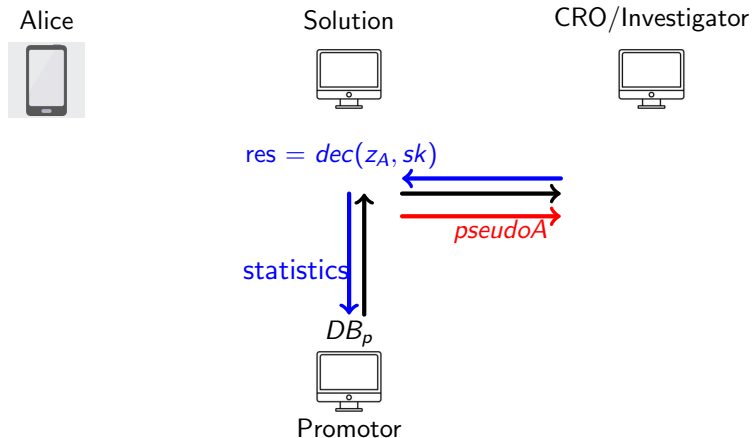 Alice
Solution
CRO/Investigator
res = dec(z_A, sk)
pseudoA
statistics
DB_p
Promotor